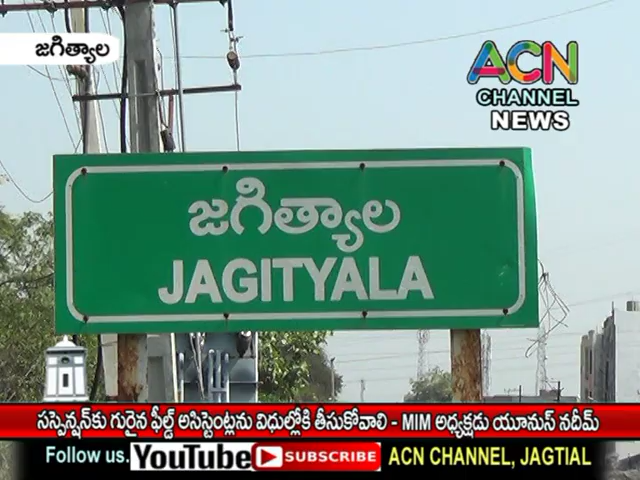 జగిత్యాల
ACN
CHANNEL
NEWS
జగిత్యాల
JAGITYALA
సస్పెన్షన్‌కు గురైన ఫీల్డ్ అసిస్టెంట్లను విధుల్లోకి తీసుకోవాలి - MIM అధ్యక్షుడు యూనుస్ నదీమ్
Follow us. YouTube SUBSCRIBE ACN CHANNEL, JAGTIAL